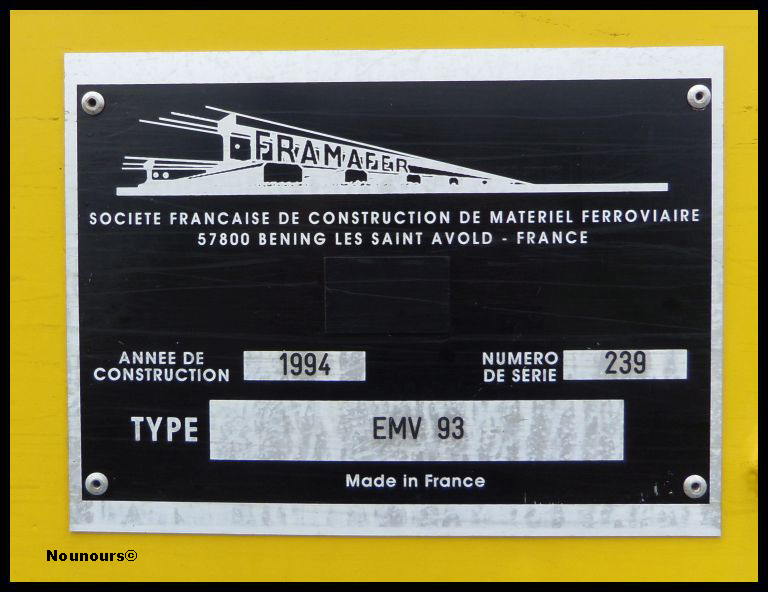 FRAMAFER
SOCIETE FRANCAISE DE CONSTRUCTION DE MATERIEL FERROVIAIRE
57800 BENING LES SAINT AVOLD - FRANCE
ANNEE DE
CONSTRUCTION
1994
NUMERO
DE SÉRIE
239
TYPE
EMV 93
Made in France
Nounours©